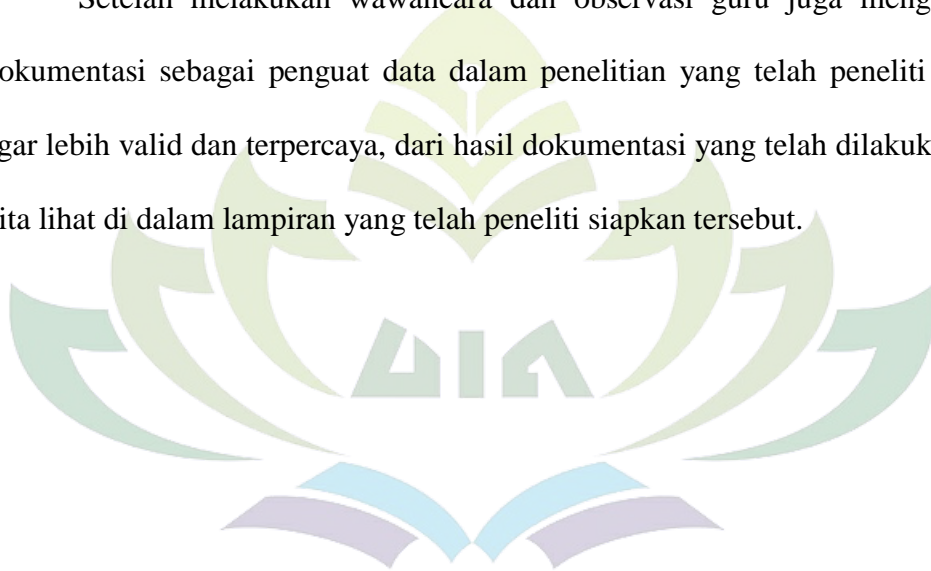 Setelah melakukan wawancara dan observasi guru juga meng
okumentasi sebagai penguat data dalam penelitian yang telah peneliti
gar lebih valid dan terpercaya, dari hasil dokumentasi yang telah dilakuk
ita lihat di dalam lampiran yang telah peneliti siapkan tersebut.
UIN